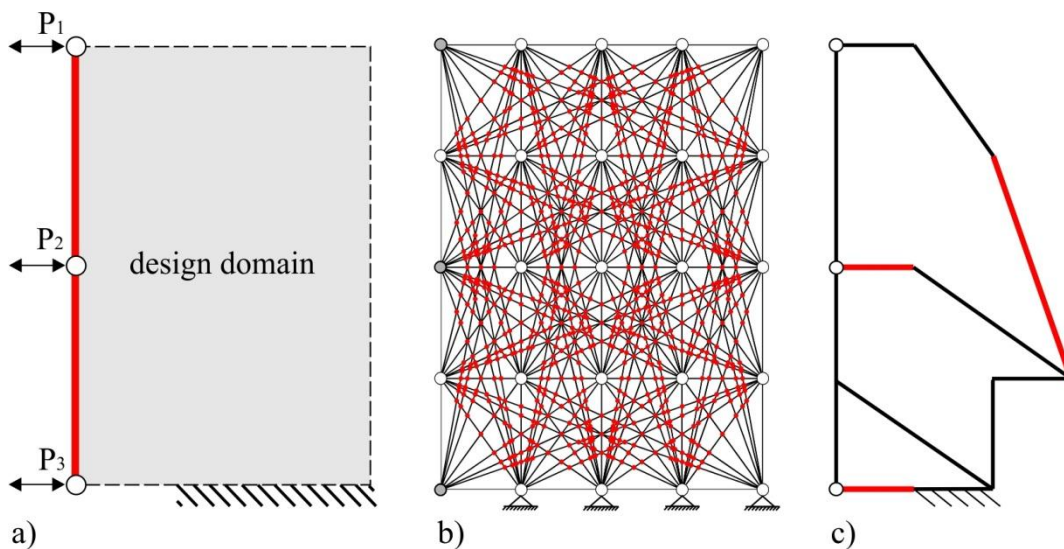 P₁
P₂
design domain
P₃
a)
b)
c)